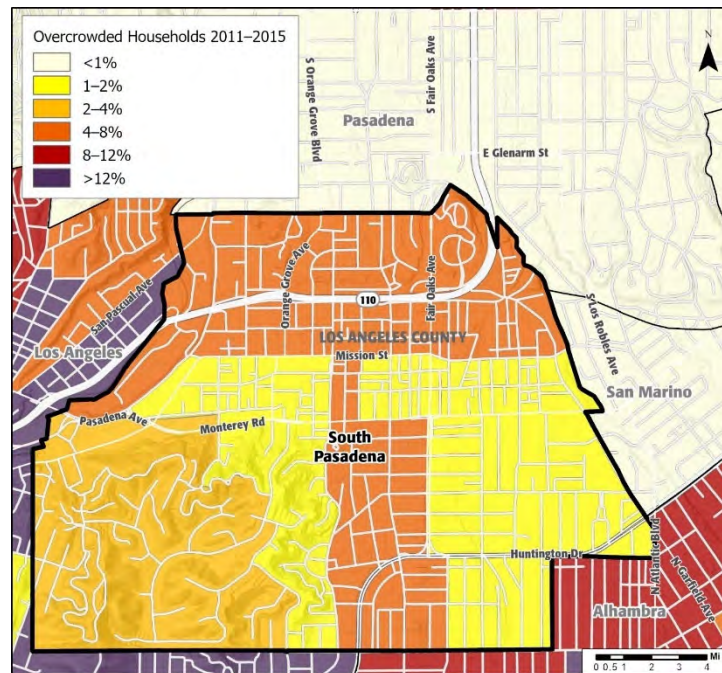 Overcrowded Households 2011–2015
<1%
1–2%
2–4%
4–8%
8–12%
>12%
N
S Orange Grove Blvd
S Fair Oaks Ave
Pasadena
E Glenarm St
San Pascual Ave
Orange Grove Ave
110
Fair Oaks Ave
Los Angeles
LOS ANGELES COUNTY
Mission St
S Los Robles Ave
San Marino
Pasadena Ave
Monterey Rd
South
Pasadena
Huntington Dr
N Atlantic Blvd
N Garfield Ave
Alhambra
Mi
0 0.5 1 2 3 4